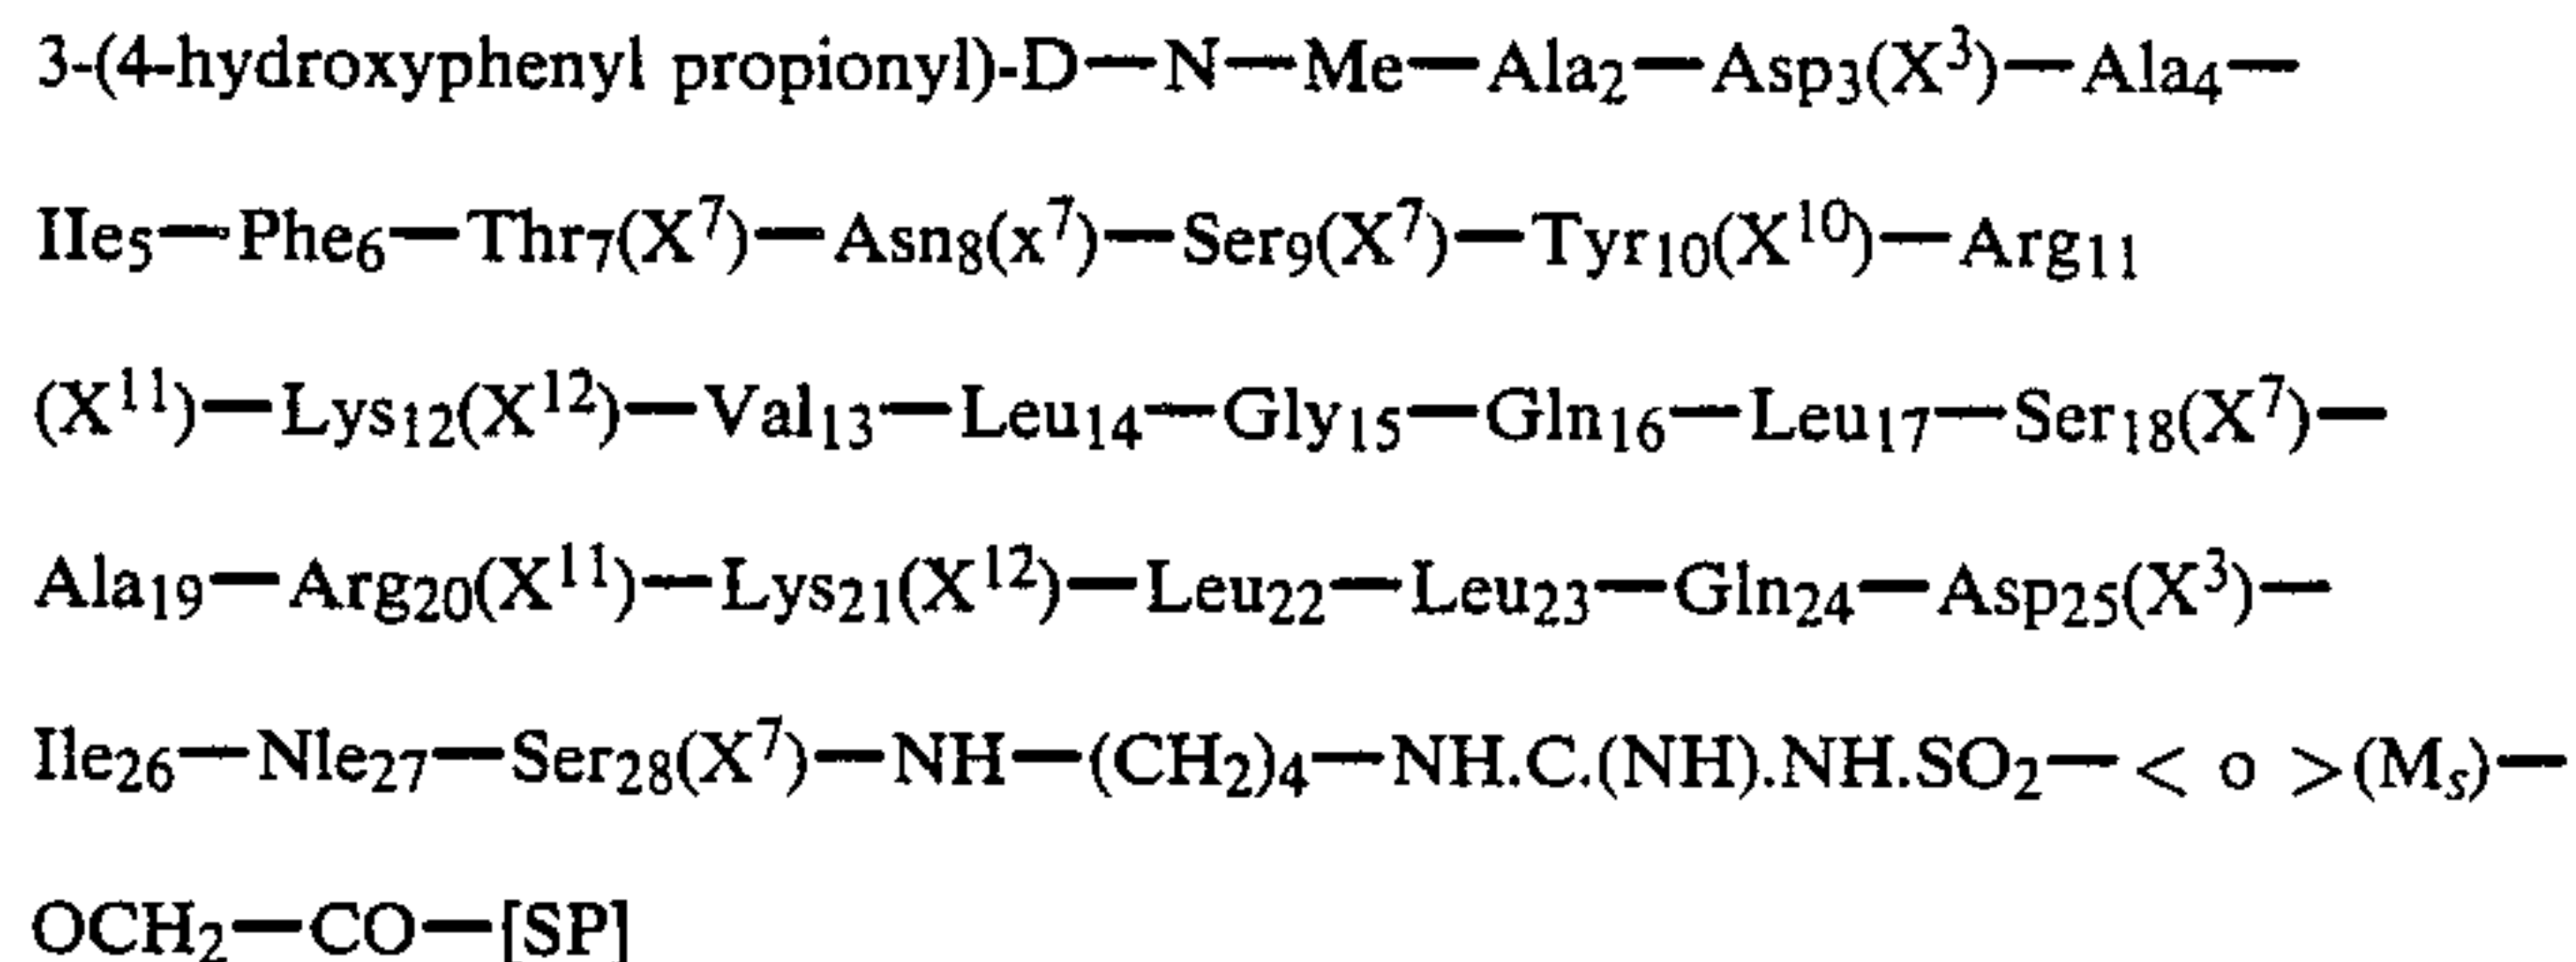 3-(4-hydroxyphenyl propionyl)-D—N—Me—Ala₂—Asp₃(X³)—Ala₄—
IIe₅—Phe₆—Thr₇(X⁷)—Asn₈(x⁷)—Ser₉(X⁷)—Tyr₁₀(X¹⁰)—Arg₁₁
(X¹¹)—Lys₁₂(X¹²)—Val₁₃—Leu₁₄—Gly₁₅—Gln₁₆—Leu₁₇—Ser₁₈(X⁷)—
Ala₁₉—Arg₂₀(X¹¹)—Lys₂₁(X¹²)—Leu₂₂—Leu₂₃—Gln₂₄—Asp₂₅(X³)—
Ile₂₆—Nle₂₇—Ser₂₈(X⁷)—NH—(CH₂)₄—NH.C.(NH).NH.SO₂—< o >(Mₛ)—
OCH₂—CO—[SP]